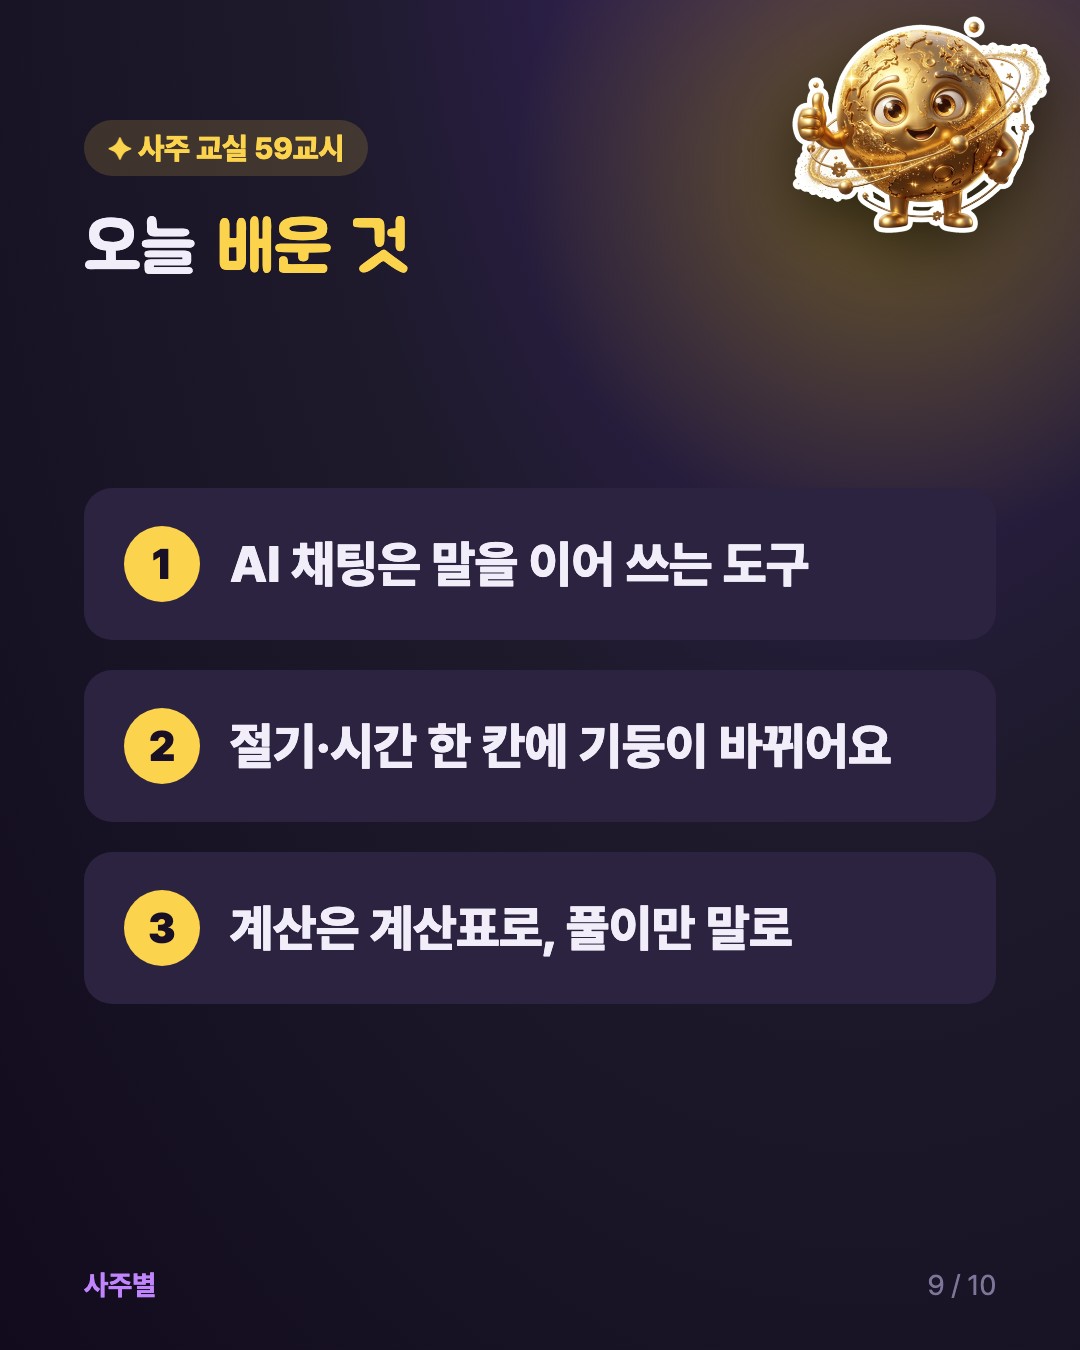 ✦ 사주 교실 59교시
오늘 배운 것
1 AI 채팅은 말을 이어 쓰는 도구
2 절기·시간 한 칸에 기둥이 바뀌어요
3 계산은 계산표로, 풀이만 말로
사주별
9 / 10